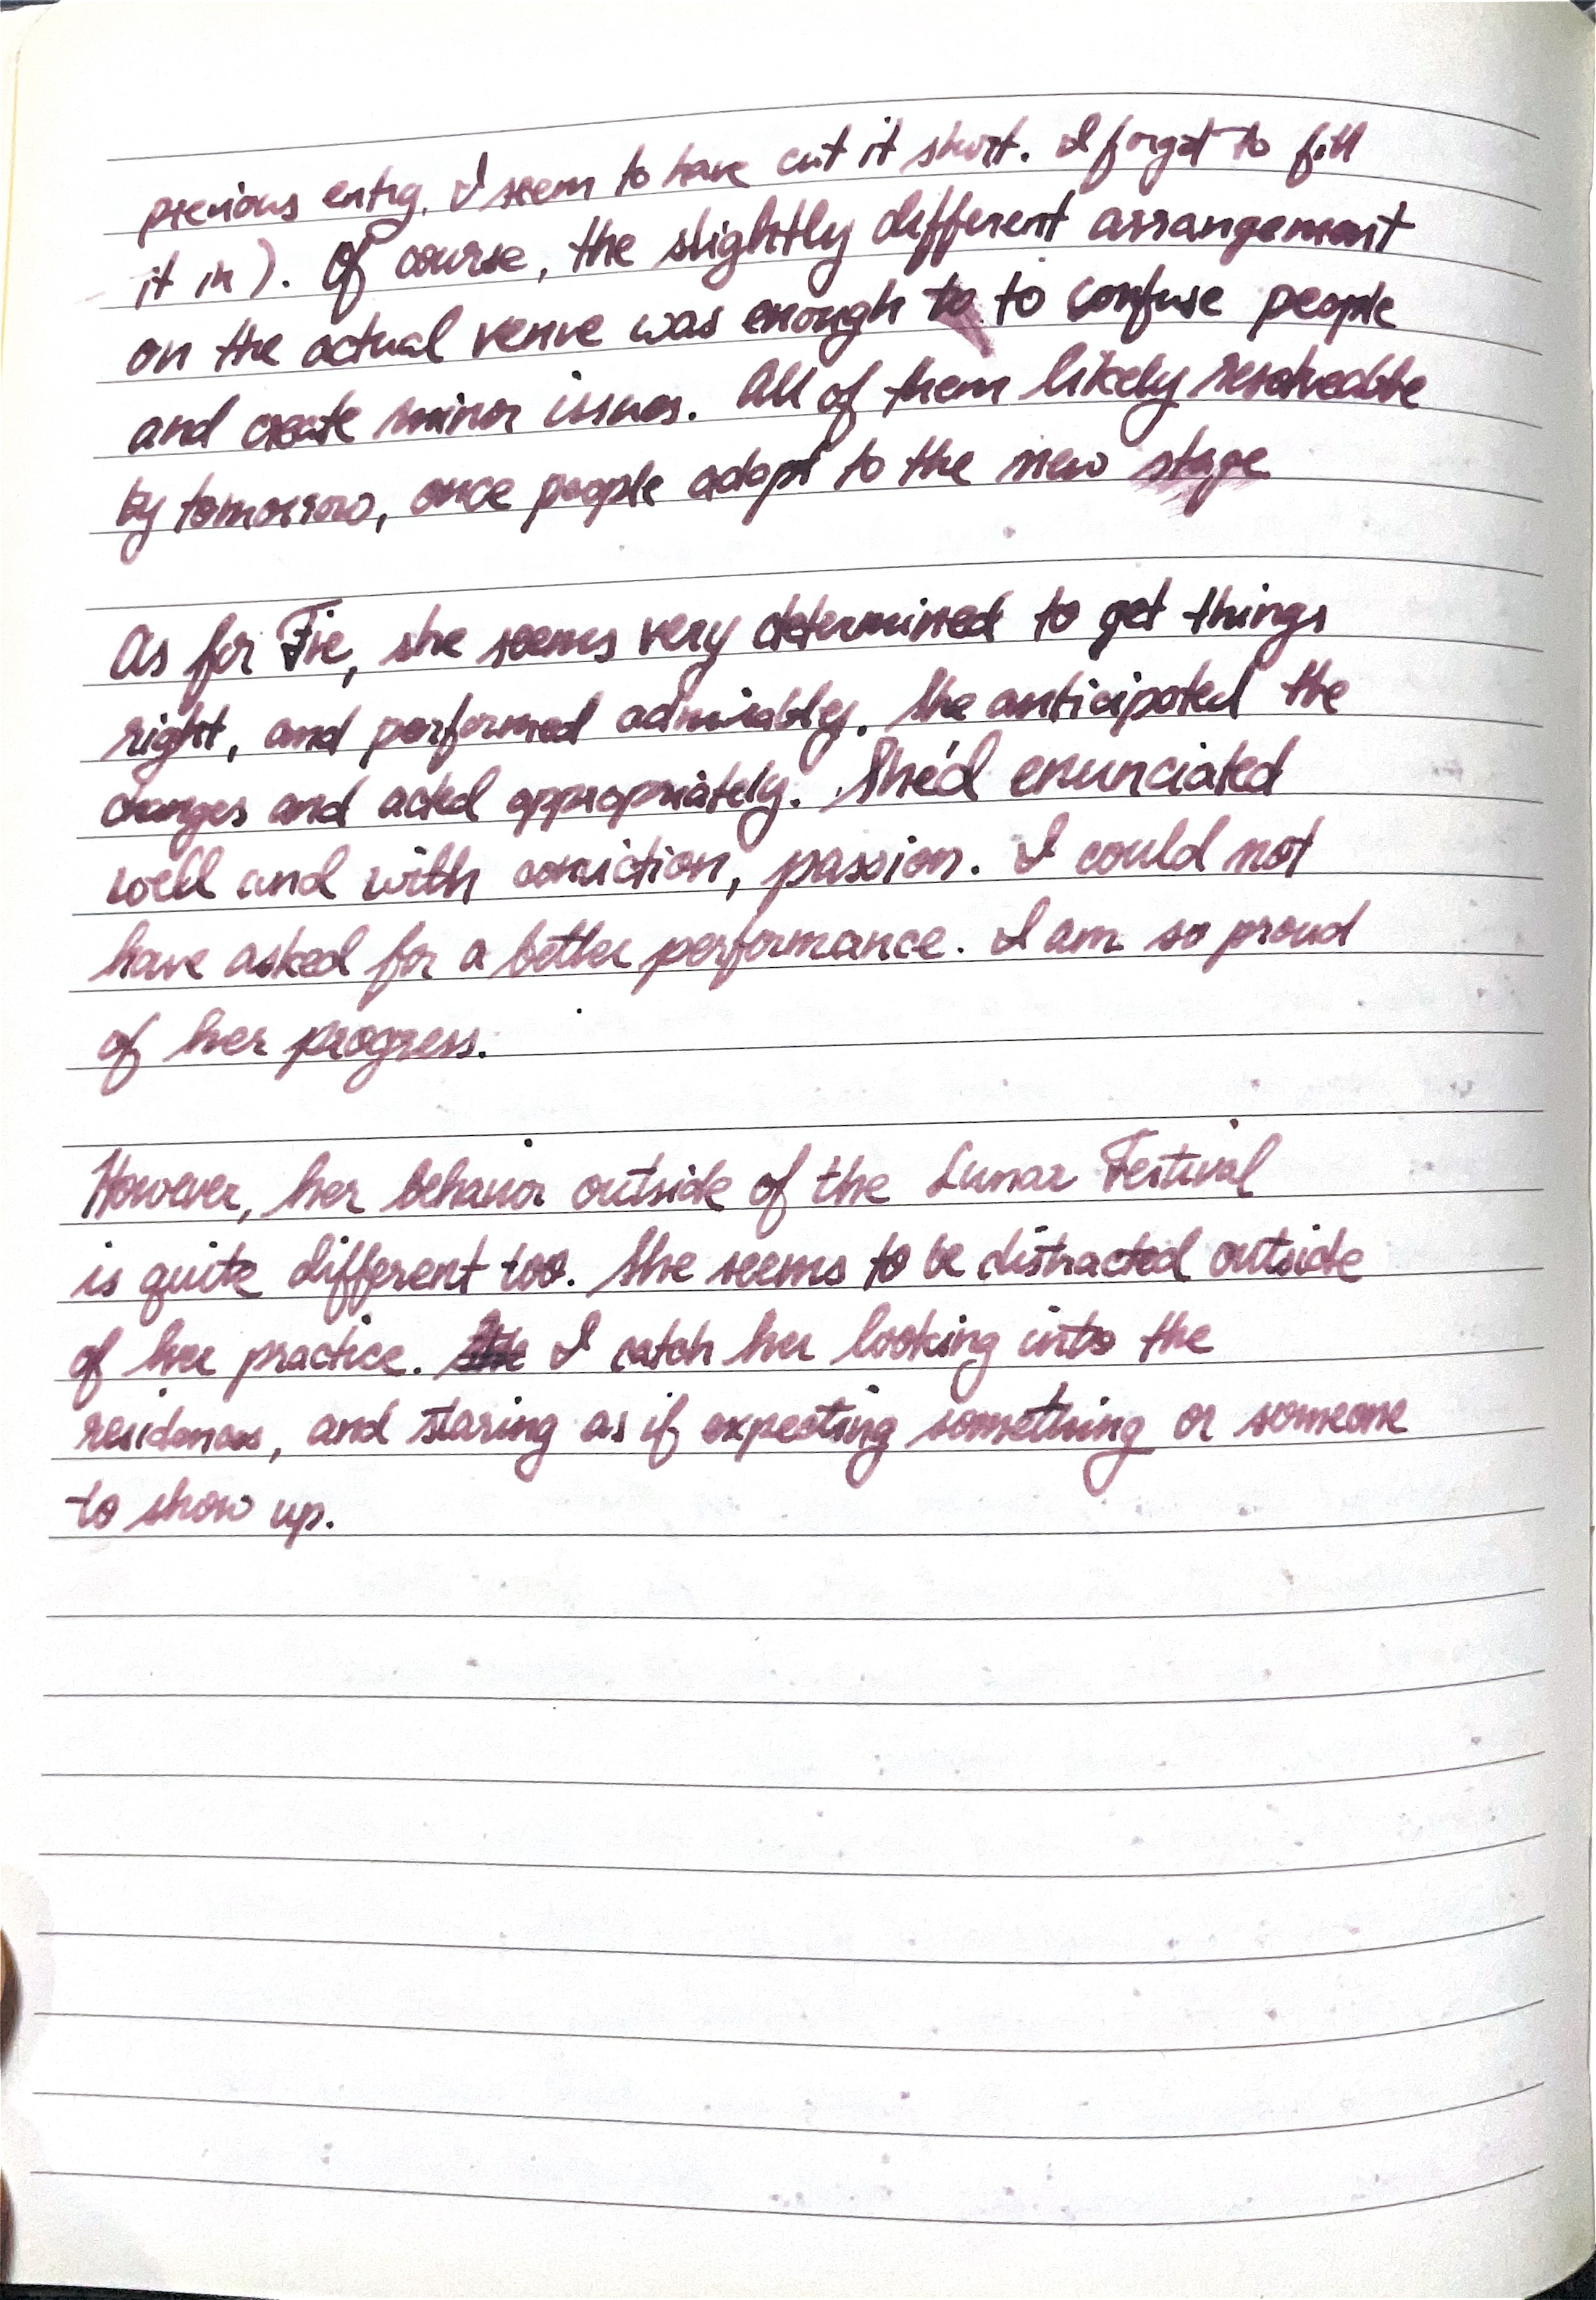 previous entry. I seem to have cut it short. I forgot to fill
it in). Of course, the slightly different arrangement
on the actual venue was enough to to confuse people
and create minor issues. All of them likely resolveable
by tomorrow, once people adapt to the new stage
As for Fie, she seems very determined to get things
right, and performed admirably. She anticipated the
changes and acted appropriately. She'd enunciated
well and with conviction, passion. I could not
have asked for a better performance. I am so proud
of her progress.
However, her behavior outside of the Lunar Festival
is quite different too. She seems to be distracted outside
of her practice. I catch her looking into the
residences, and staring as if expecting something or someone
to show up.